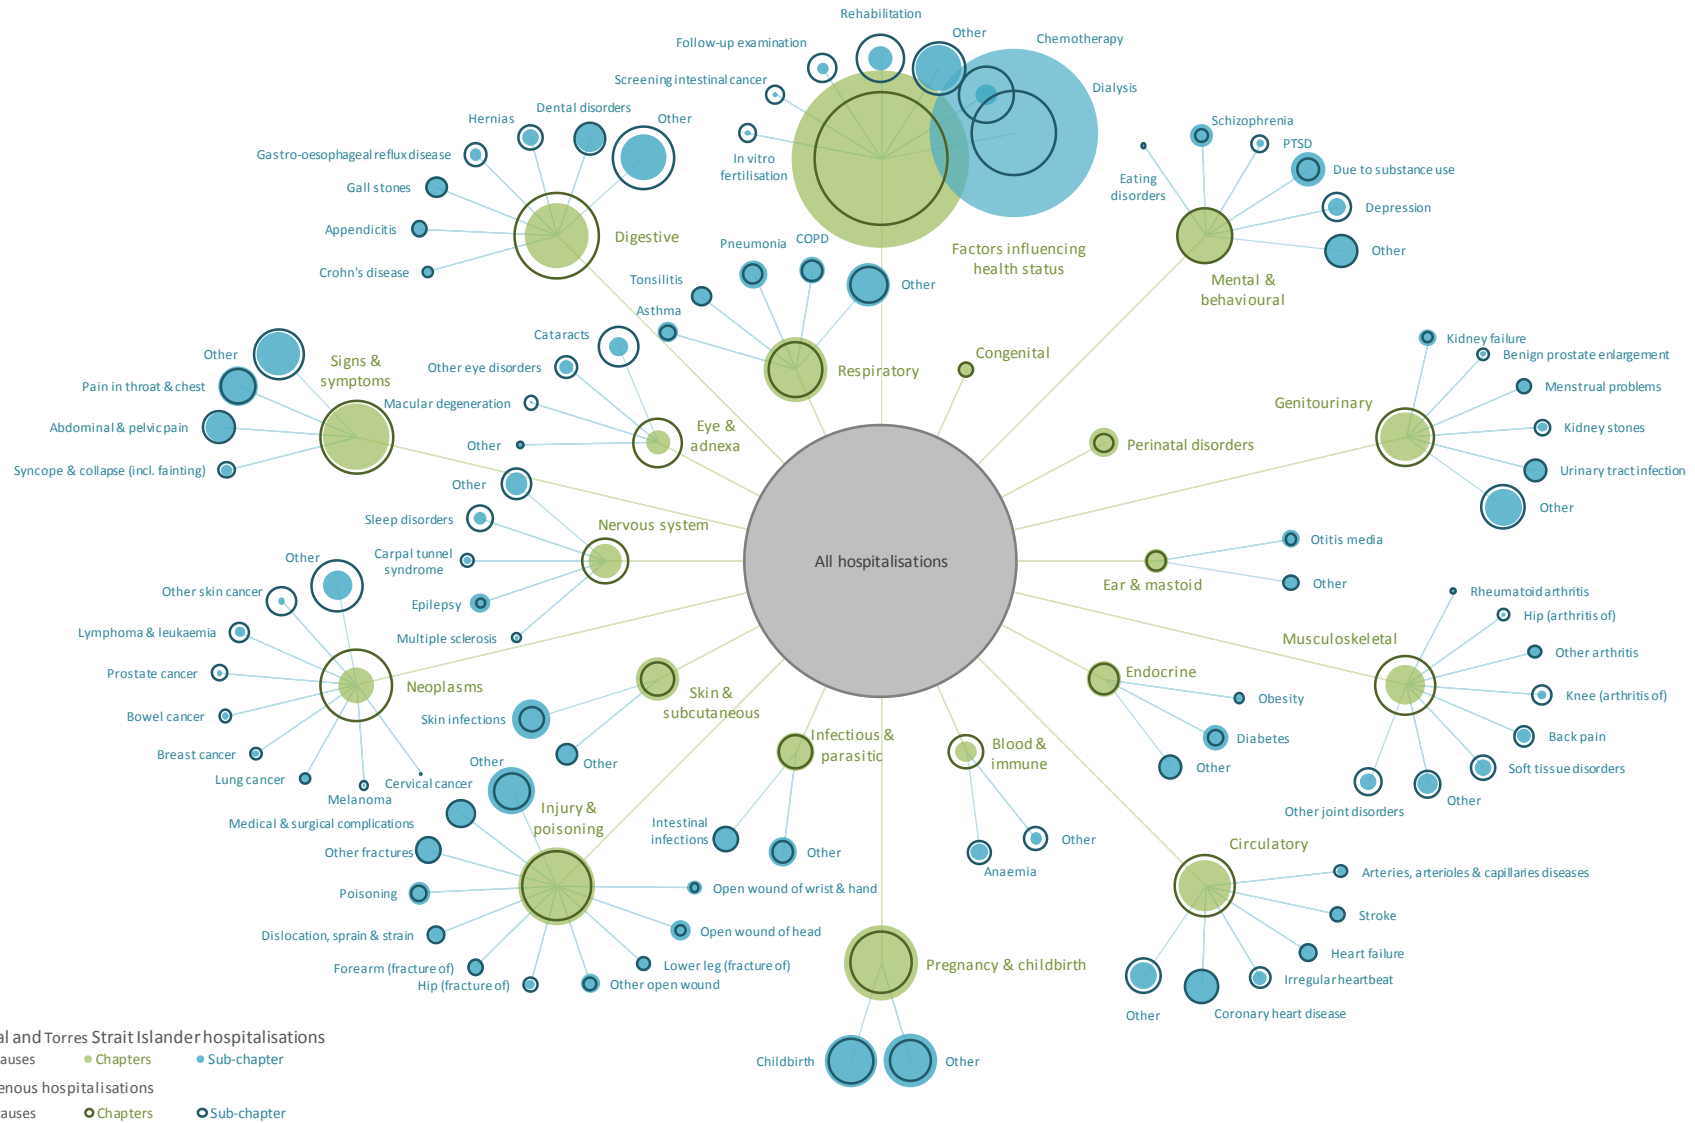 Rehabilitation
Other
Chemotherapy
Follow-up examination
Screening intestinal cancer
Dialysis
In vitro
fertilisation
Factors influencing
health status
Dental disorders
Other
Hernias
Gastro-oesophageal reflux disease
Gall stones
Appendicitis
Crohn's disease
Digestive
Schizophrenia
PTSD
Due to substance use
Eating
disorders
Depression
Other
Mental &
behavioural
Pneumonia
COPD
Tonsilitis
Other
Asthma
Respiratory
Congenital
Cataracts
Other eye disorders
Macular degeneration
Other
Eye &
adnexa
Other
Signs &
symptoms
Pain in throat & chest
Abdominal & pelvic pain
Syncope & collapse (incl. fainting)
Kidney failure
Benign prostate enlargement
Menstrual problems
Genitourinary
Kidney stones
Urinary tract infection
Other
Perinatal disorders
Other
Sleep disorders
Nervous system
Carpal tunnel
syndrome
Epilepsy
Multiple sclerosis
All hospitalisations
Otitis media
Ear & mastoid
Other
Other
Other skin cancer
Lymphoma & leukaemia
Prostate cancer
Neoplasms
Bowel cancer
Breast cancer
Lung cancer
Melanoma
Cervical cancer
Rheumatoid arthritis
Hip (arthritis of)
Musculoskeletal
Other arthritis
Knee (arthritis of)
Back pain
Soft tissue disorders
Other
Other joint disorders
Skin &
subcutaneous
Skin infections
Other
Endocrine
Obesity
Diabetes
Other
Infectious &
parasitic
Intestinal
infections
Other
Blood &
immune
Other
Anaemia
Other
Injury &
poisoning
Medical & surgical complications
Other fractures
Poisoning
Dislocation, sprain & strain
Forearm (fracture of)
Hip (fracture of)
Other open wound
Lower leg (fracture of)
Open wound of head
Open wound of wrist & hand
Circulatory
Arteries, arterioles & capillaries diseases
Stroke
Heart failure
Irregular heartbeat
Coronary heart disease
Other
Pregnancy & childbirth
Childbirth
Other
al and Torres Strait Islander hospitalisations
auses Chapters Sub-chapter
enous hospitalisations
causes Chapters Sub-chapter